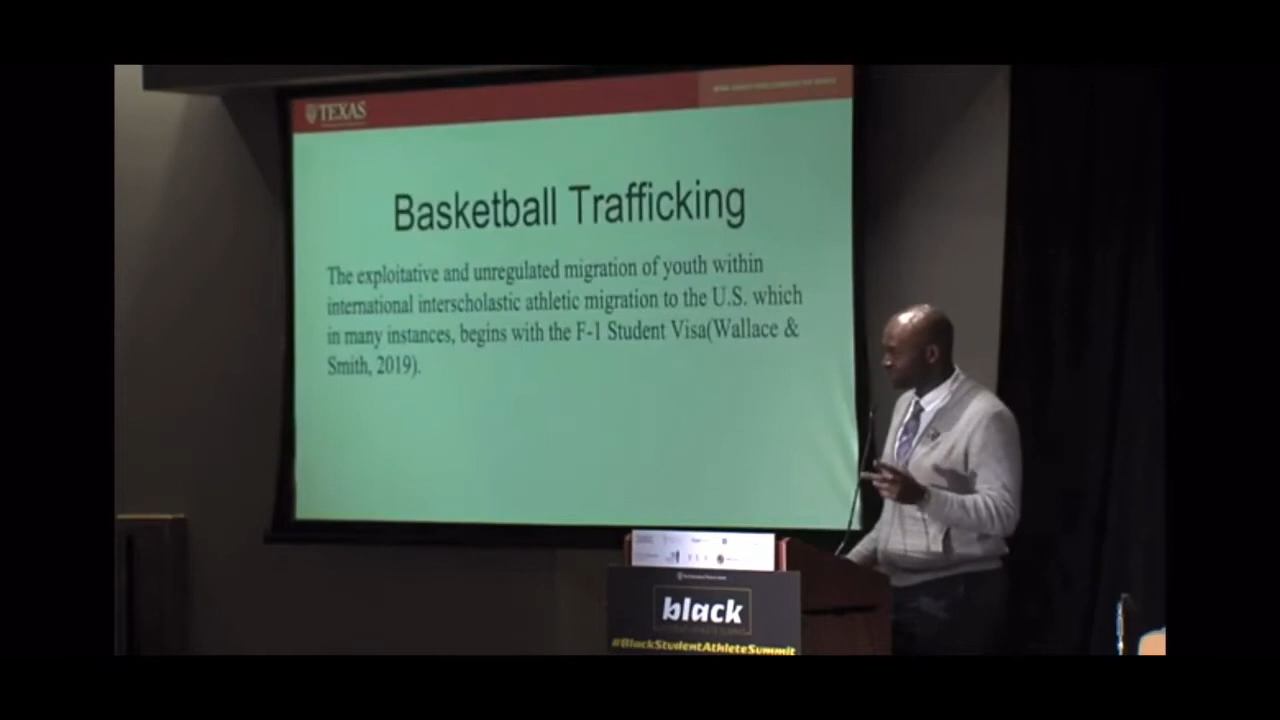 TEXAS
Basketball Trafficking
The exploitative and unregulated migration of youth within
international interscholastic athletic migration to the U.S. which
in many instances, begins with the F-1 Student Visa(Wallace &
Smith, 2019).
black
#BlackStudentAthleteSummit